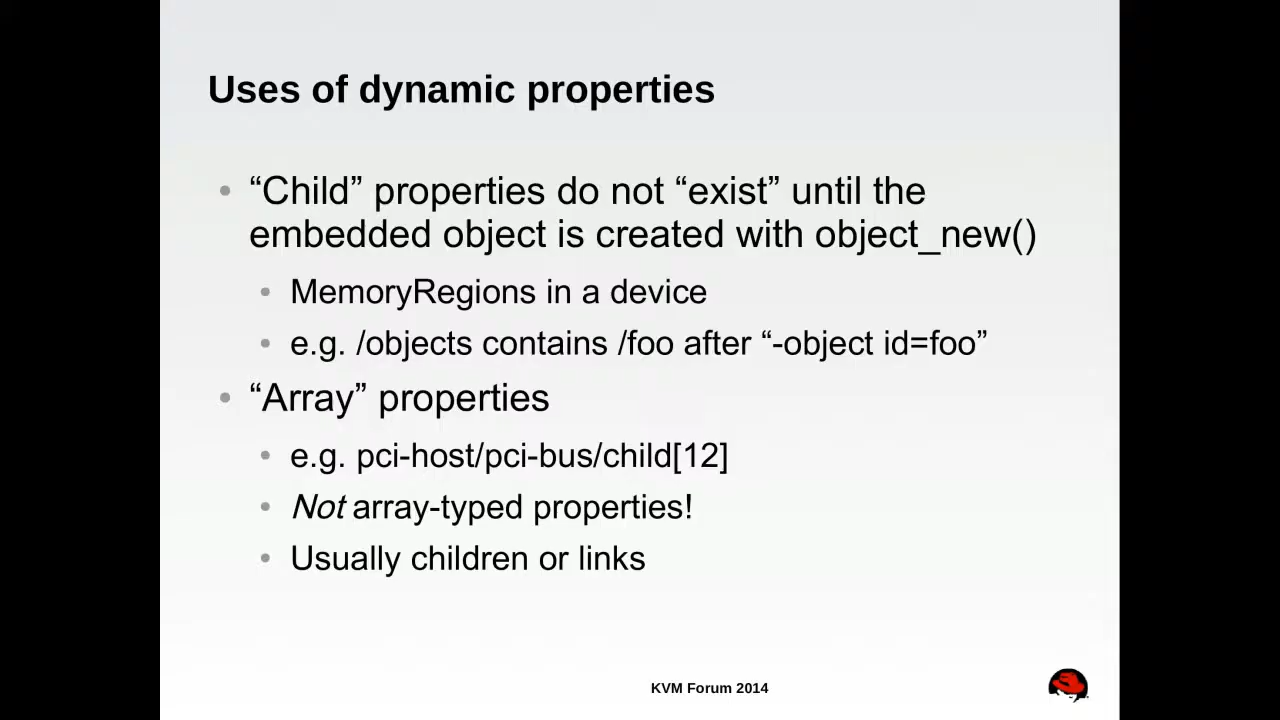 Uses of dynamic properties
• “Child” properties do not “exist” until the
embedded object is created with object_new()
• MemoryRegions in a device
• e.g. /objects contains /foo after “-object id=foo”
• “Array” properties
• e.g. pci-host/pci-bus/child[12]
• Not array-typed properties!
• Usually children or links
KVM Forum 2014